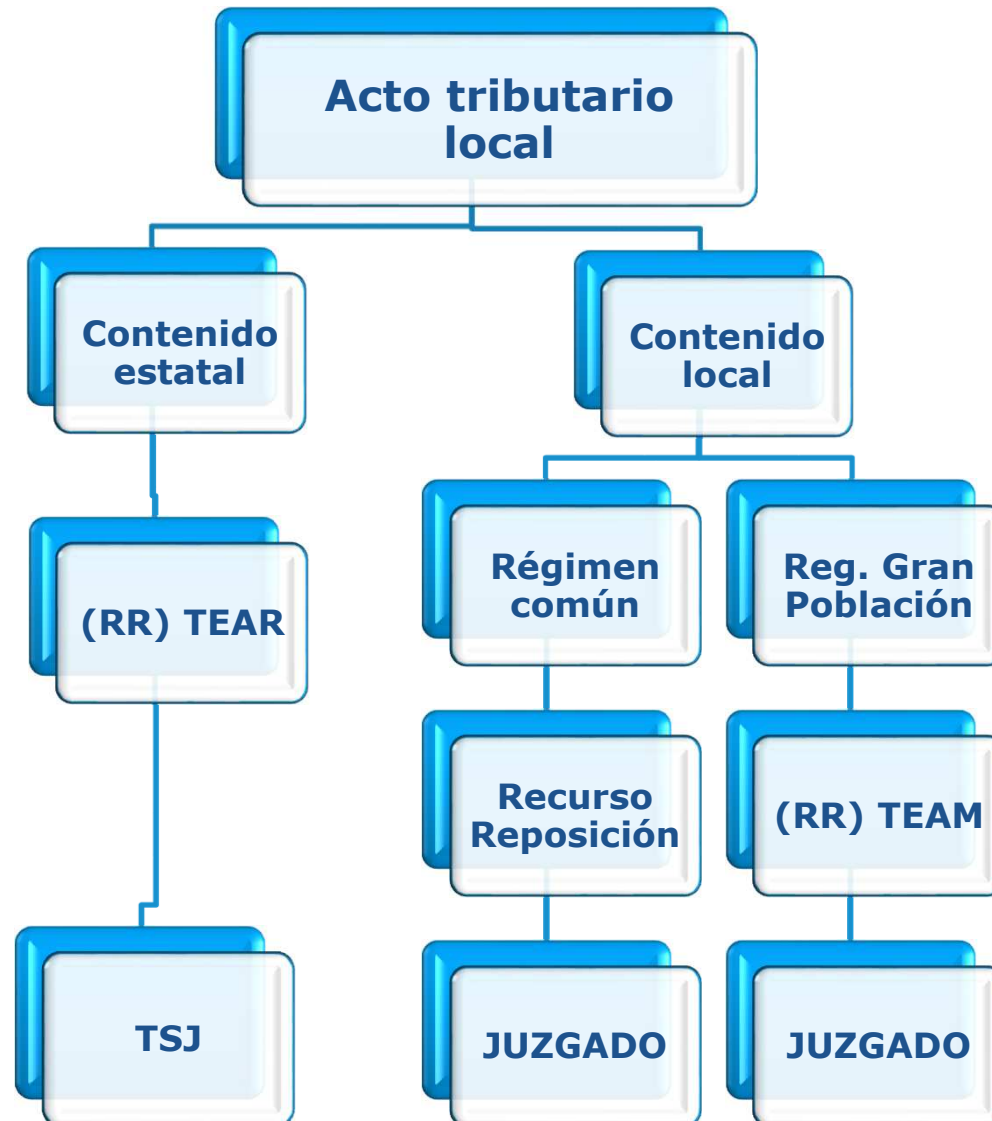 Acto tributario
local
Contenido
estatal
Contenido
local
(RR) TEAR
Régimen
común
Reg. Gran
Población
Recurso
Reposición
(RR) TEAM
TSJ
JUZGADO
JUZGADO